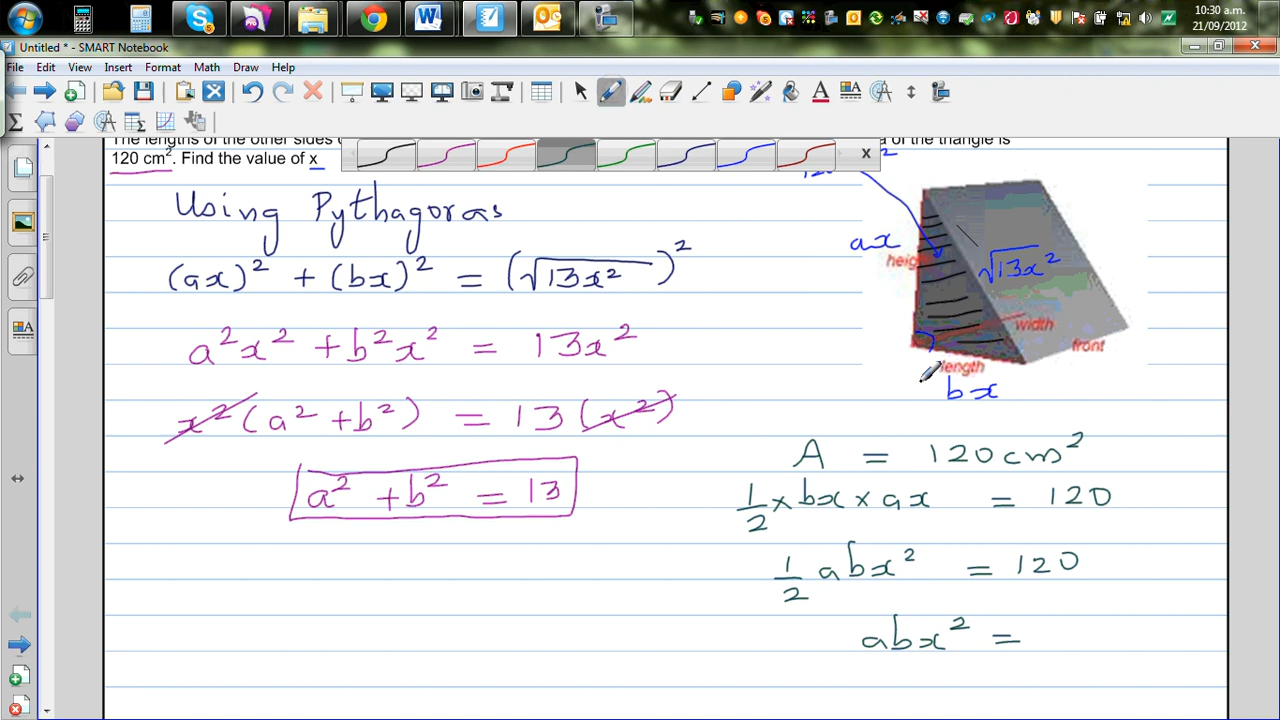 10:30 a.m.
21/09/2012
Untitled * - SMART Notebook
File Edit View Insert Format Math Draw Help
The lengths of the other sides of the triangle is
120 cm². Find the value of x
x
Using Pythagoras
(ax)² + (bx)² = (√13x²)²
a²x² + b²x² = 13x²
x²(a² + b²) = 13(x²)
a² + b² = 13
ax
height
√13x²
width
front
length
bx
A = 120cm²
1/2 × bx × ax = 120
1/2 abx² = 120
abx² =